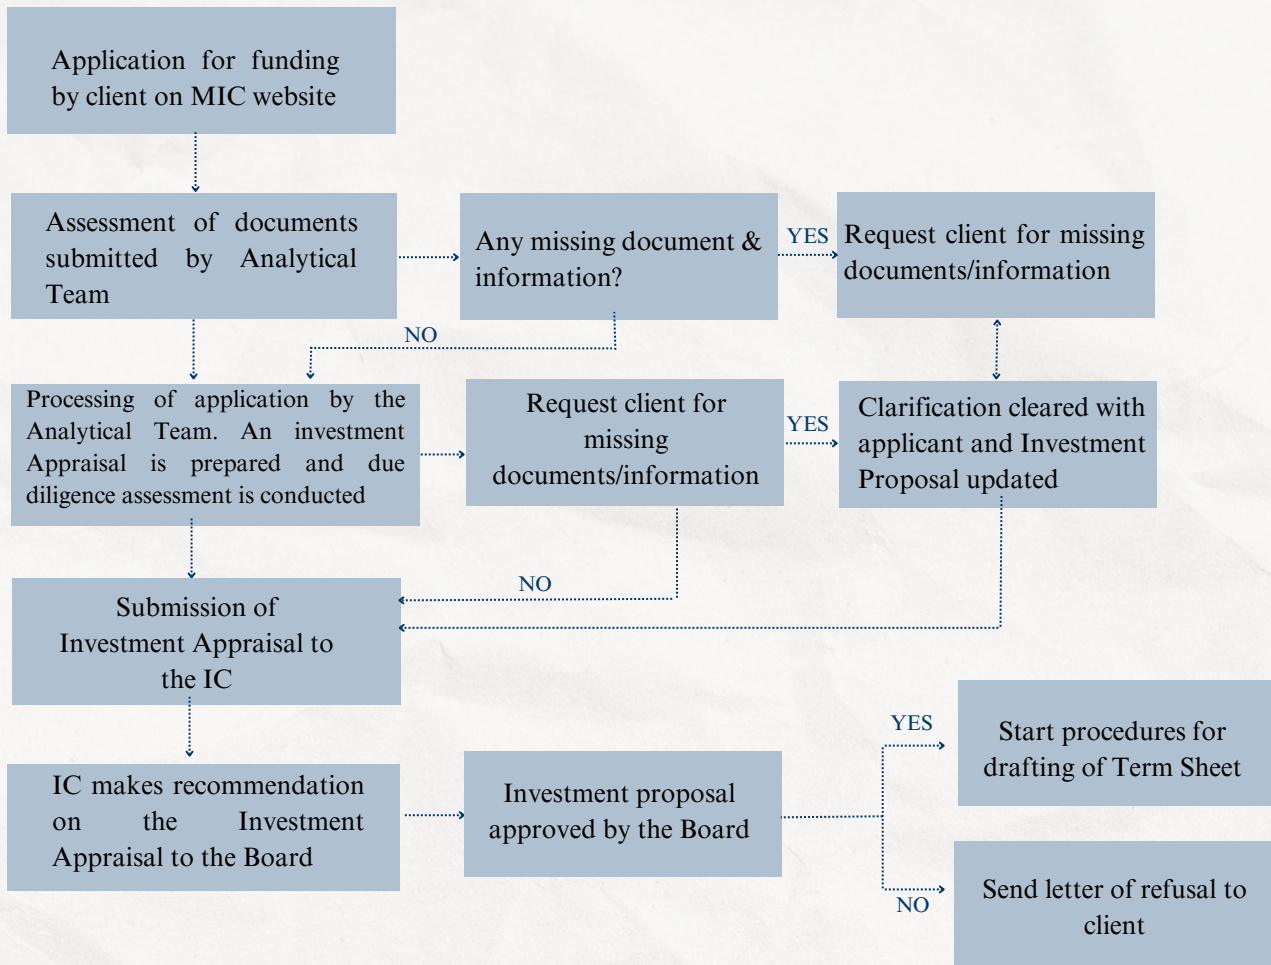 Application for funding
by client on MIC website
Assessment of documents
submitted by Analytical
Team
Any missing document &
information?
YES
Request client for missing
documents/information
NO
Processing of application by the
Analytical Team. An investment
Appraisal is prepared and due
diligence assessment is conducted
Request client for
missing
documents/information
YES
Clarification cleared with
applicant and Investment
Proposal updated
NO
Submission of
Investment Appraisal to
the IC
IC makes recommendation
on the Investment
Appraisal to the Board
Investment proposal
approved by the Board
YES
Start procedures for
drafting of Term Sheet
NO
Send letter of refusal to
client